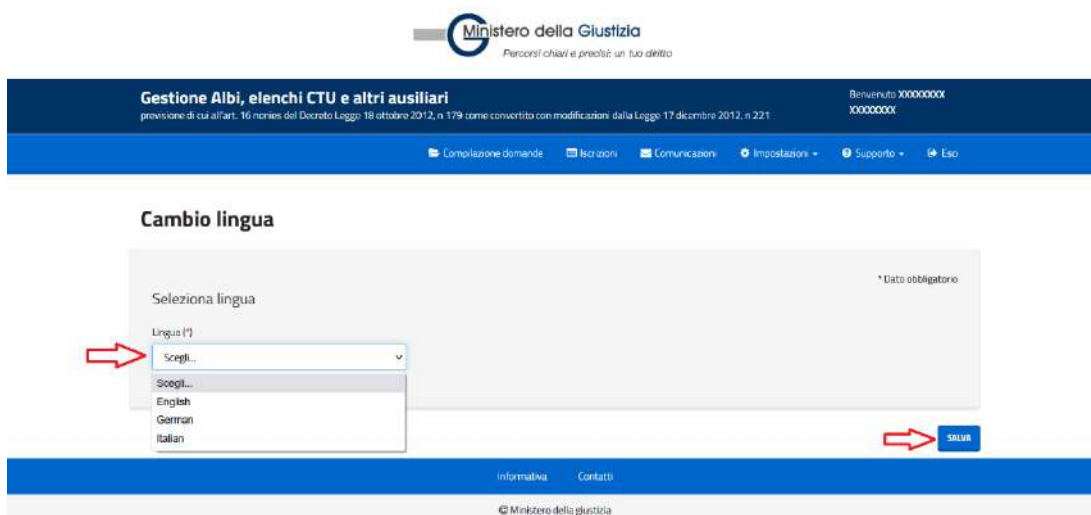 Ministero della Giustizia
Percorsi chiari e precisi: un tuo diritto
Gestione Albi, elenchi CTU e altri ausiliari
previsione di cui all'art. 16 nonies del Decreto Legge 18 ottobre 2012, n 179 come convertito con modificazioni dalla Legge 17 dicembre 2012, n 221
Benvenuto XXXXXXXX
XXXXXXXX
Compilazione domande Iscrizioni Comunicazioni Impostazioni Supporto Esci
Cambio lingua
* Dato obbligatorio
Seleziona lingua
Lingua (*)
Scegli...
Scegli...
English
German
Italian
SALVA
Informativa Contatti
© Ministero della giustizia